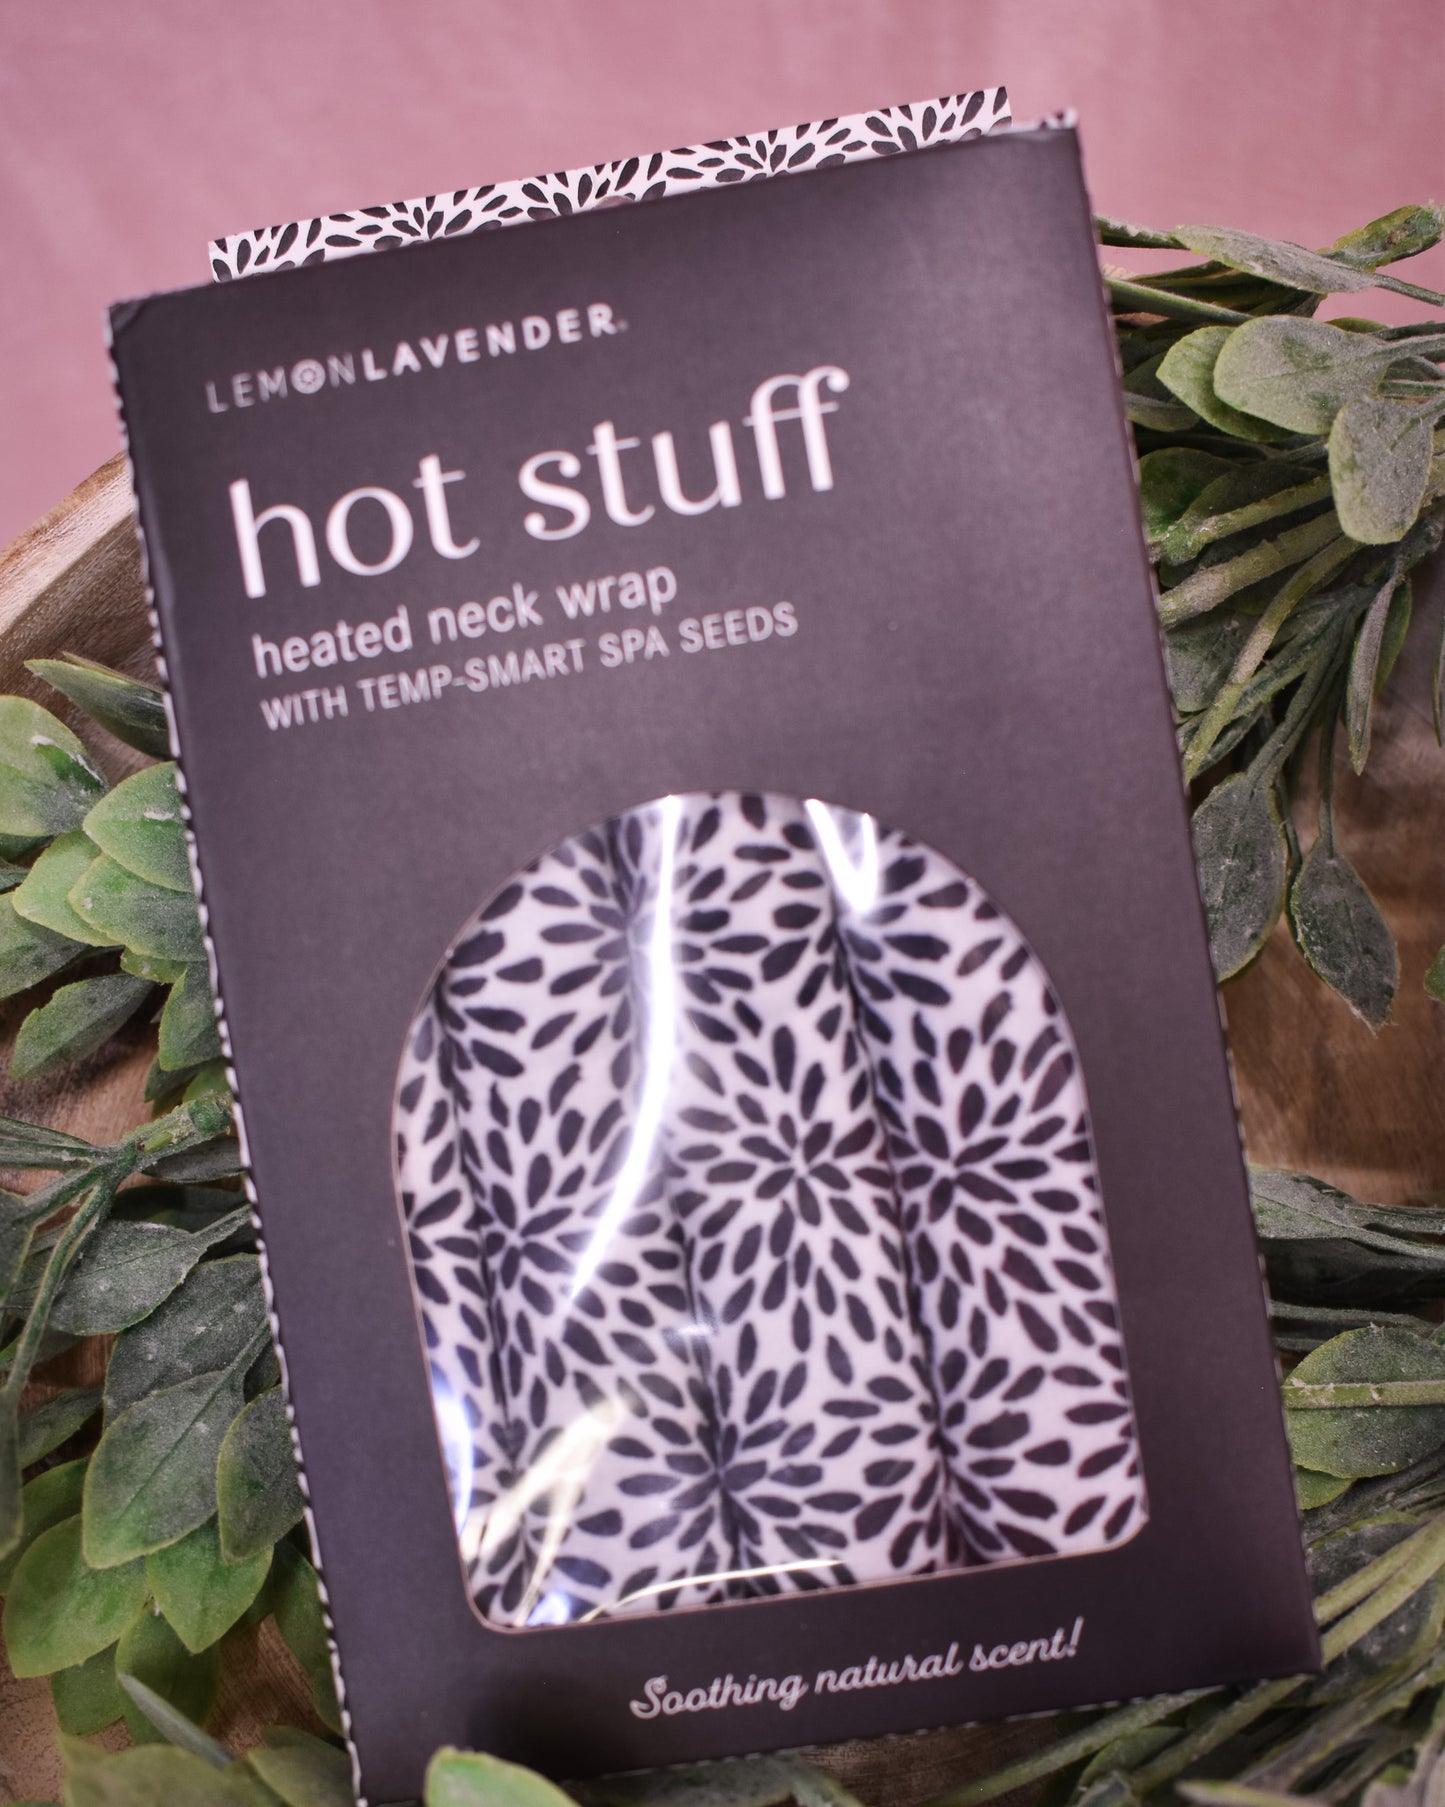 LEMONLAVENDER
hot stuff
heated neck wrap
WITH TEMP-SMART SPA SEEDS
Soothing natural scent!